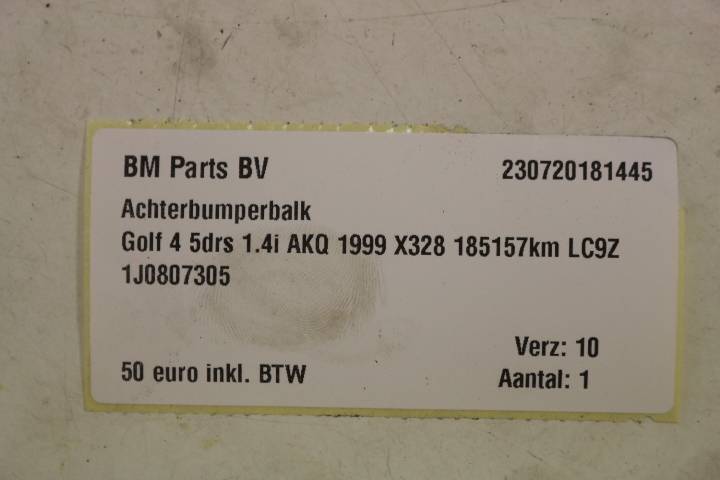 BM Parts BV 230720181445
Achterbumperbalk
Golf 4 5drs 1.4i AKQ 1999 X328 185157km LC9Z
1J0807305
Verz: 10
50 euro inkl. BTW Aantal: 1